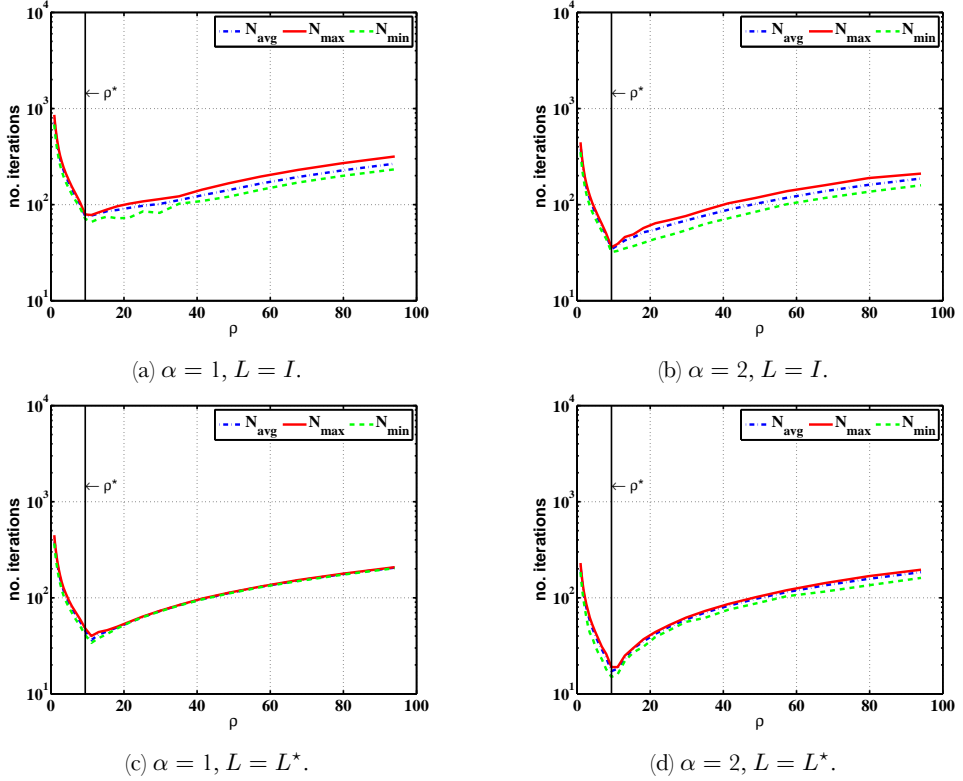 10^4
N_avg N_max N_min
10^3
← ρ*
no. iterations
10^2
10^1
0 20 40 60 80 100
ρ
(a) α = 1, L = I.
10^4
N_avg N_max N_min
10^3
← ρ*
no. iterations
10^2
10^1
0 20 40 60 80 100
ρ
(b) α = 2, L = I.
10^4
N_avg N_max N_min
10^3
← ρ*
no. iterations
10^2
10^1
0 20 40 60 80 100
ρ
(c) α = 1, L = L*.
10^4
N_avg N_max N_min
10^3
← ρ*
no. iterations
10^2
10^1
0 20 40 60 80 100
ρ
(d) α = 2, L = L*.